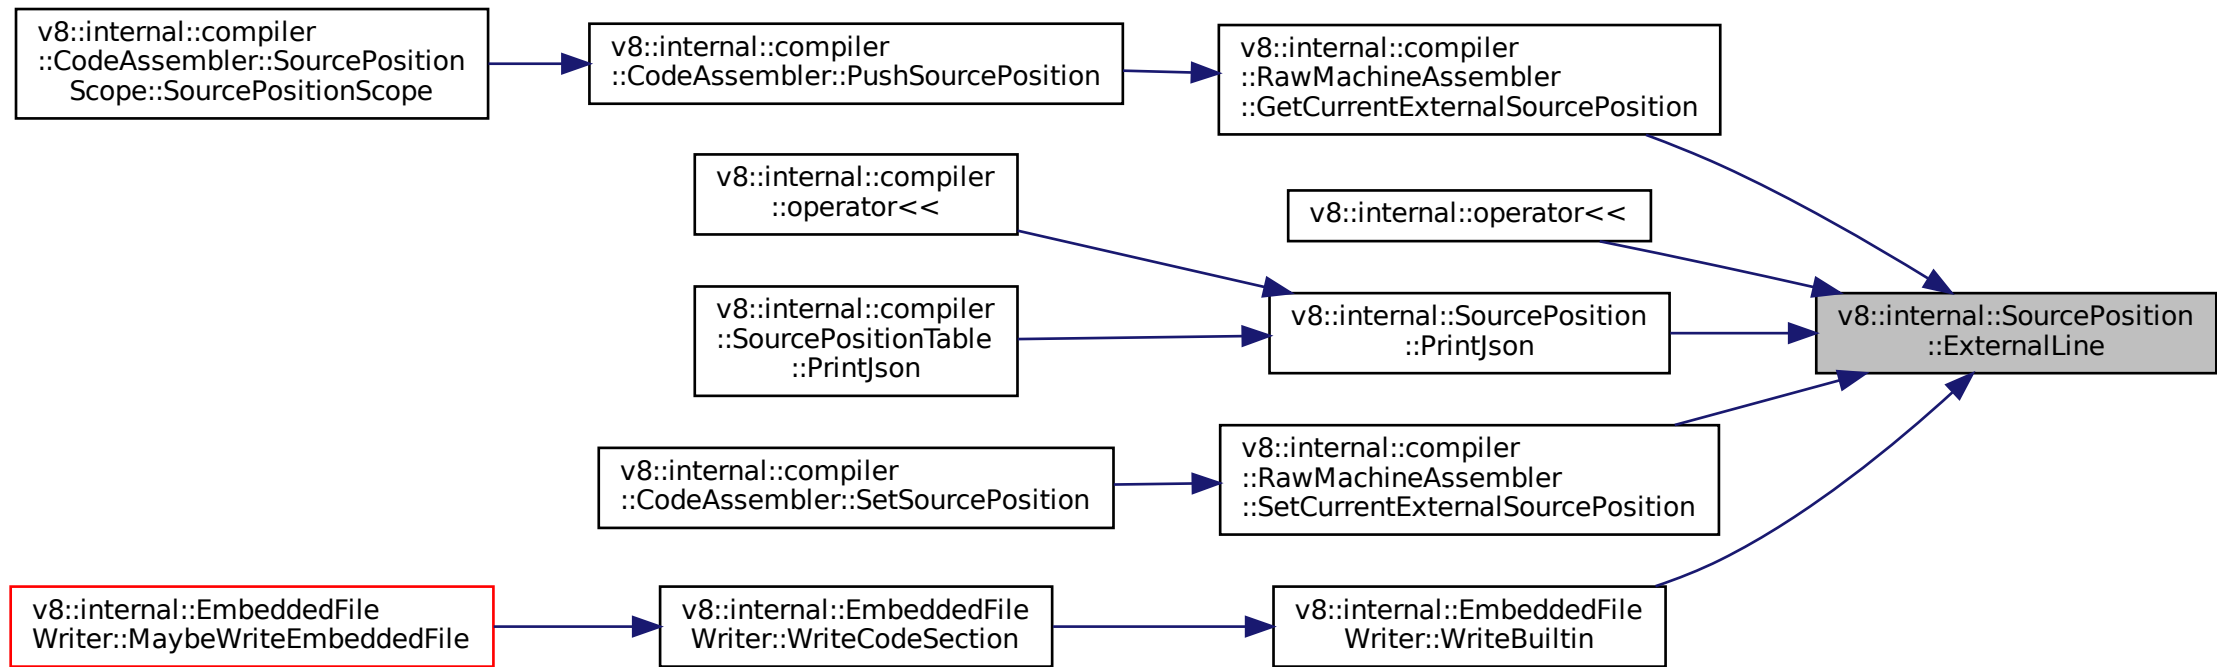 v8::internal::compiler
::CodeAssembler::SourcePosition
Scope::SourcePositionScope
v8::internal::compiler
::CodeAssembler::PushSourcePosition
v8::internal::compiler
::RawMachineAssembler
::GetCurrentExternalSourcePosition
v8::internal::compiler
::operator<<
v8::internal::operator<<
v8::internal::compiler
::SourcePositionTable
::PrintJson
v8::internal::SourcePosition
::PrintJson
v8::internal::SourcePosition
::ExternalLine
v8::internal::compiler
::CodeAssembler::SetSourcePosition
v8::internal::compiler
::RawMachineAssembler
::SetCurrentExternalSourcePosition
v8::internal::EmbeddedFile
Writer::MaybeWriteEmbeddedFile
v8::internal::EmbeddedFile
Writer::WriteCodeSection
v8::internal::EmbeddedFile
Writer::WriteBuiltin